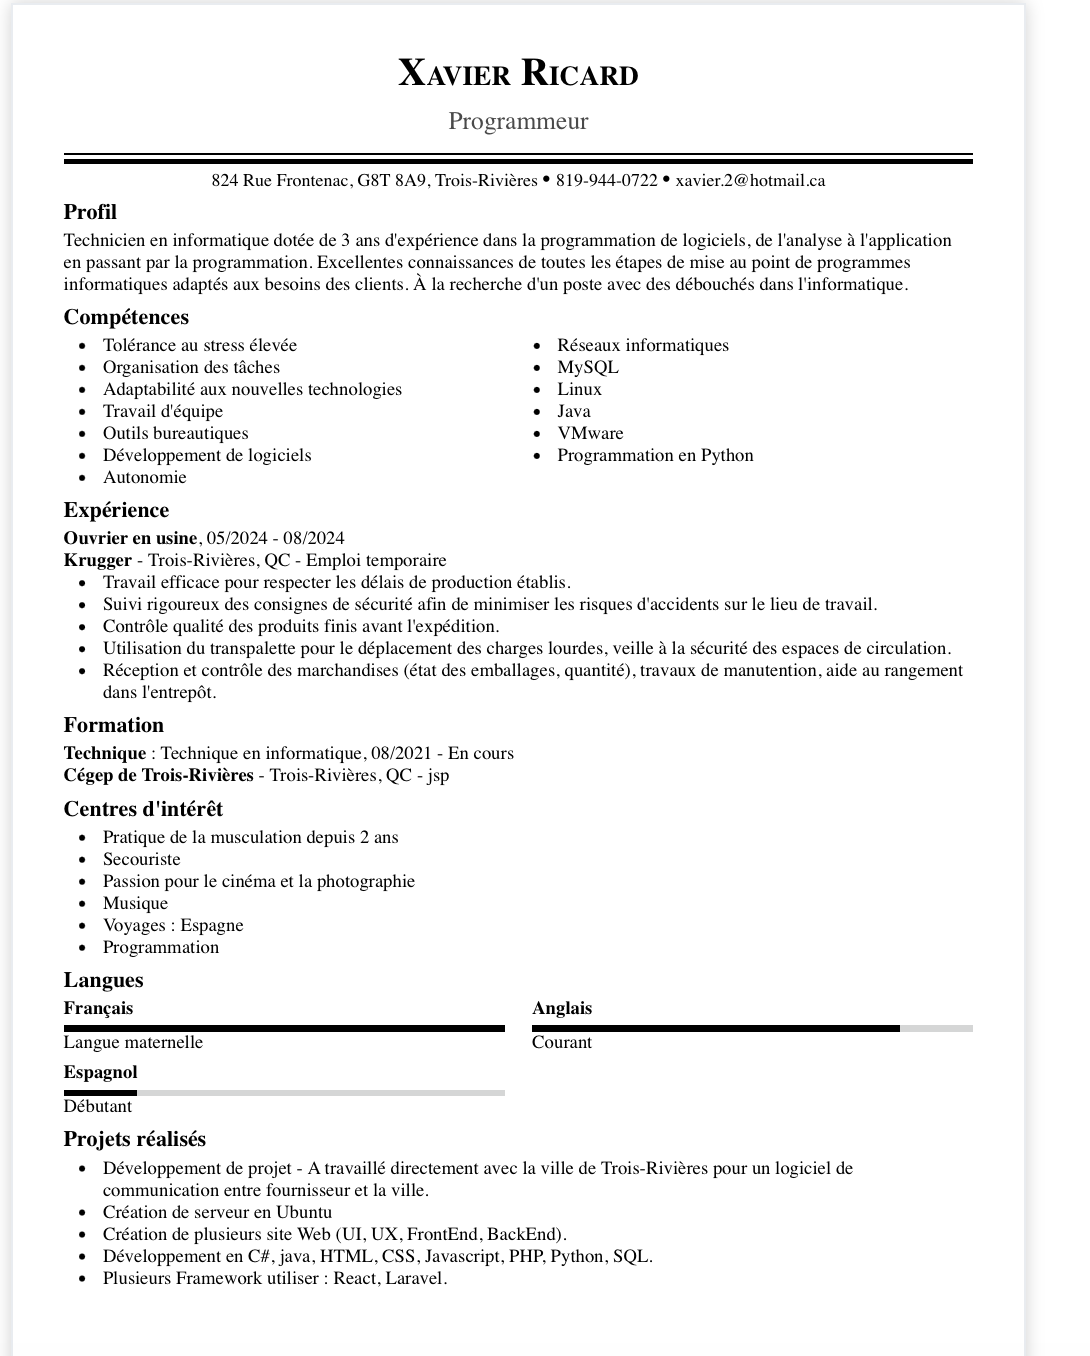 Xavier Ricard
Programmeur
824 Rue Frontenac, G8T 8A9, Trois-Rivières • 819-944-0722 • xavier.2@hotmail.ca
Profil
Technicien en informatique dotée de 3 ans d'expérience dans la programmation de logiciels, de l'analyse à l'application
en passant par la programmation. Excellentes connaissances de toutes les étapes de mise au point de programmes
informatiques adaptés aux besoins des clients. À la recherche d'un poste avec des débouchés dans l'informatique.
Compétences
• Tolérance au stress élevée
• Organisation des tâches
• Adaptabilité aux nouvelles technologies
• Travail d'équipe
• Outils bureautiques
• Développement de logiciels
• Autonomie
• Réseaux informatiques
• MySQL
• Linux
• Java
• VMware
• Programmation en Python
Expérience
Ouvrier en usine, 05/2024 - 08/2024
Krugger - Trois-Rivières, QC - Emploi temporaire
• Travail efficace pour respecter les délais de production établis.
• Suivi rigoureux des consignes de sécurité afin de minimiser les risques d'accidents sur le lieu de travail.
• Contrôle qualité des produits finis avant l'expédition.
• Utilisation du transpalette pour le déplacement des charges lourdes, veille à la sécurité des espaces de circulation.
• Réception et contrôle des marchandises (état des emballages, quantité), travaux de manutention, aide au rangement
dans l'entrepôt.
Formation
Technique : Technique en informatique, 08/2021 - En cours
Cégep de Trois-Rivières - Trois-Rivières, QC - jsp
Centres d'intérêt
• Pratique de la musculation depuis 2 ans
• Secouriste
• Passion pour le cinéma et la photographie
• Musique
• Voyages : Espagne
• Programmation
Langues
Français
Langue maternelle
Anglais
Courant
Espagnol
Débutant
Projets réalisés
• Développement de projet - A travaillé directement avec la ville de Trois-Rivières pour un logiciel de
communication entre fournisseur et la ville.
• Création de serveur en Ubuntu
• Création de plusieurs site Web (UI, UX, FrontEnd, BackEnd).
• Développement en C#, java, HTML, CSS, Javascript, PHP, Python, SQL.
• Plusieurs Framework utiliser : React, Laravel.